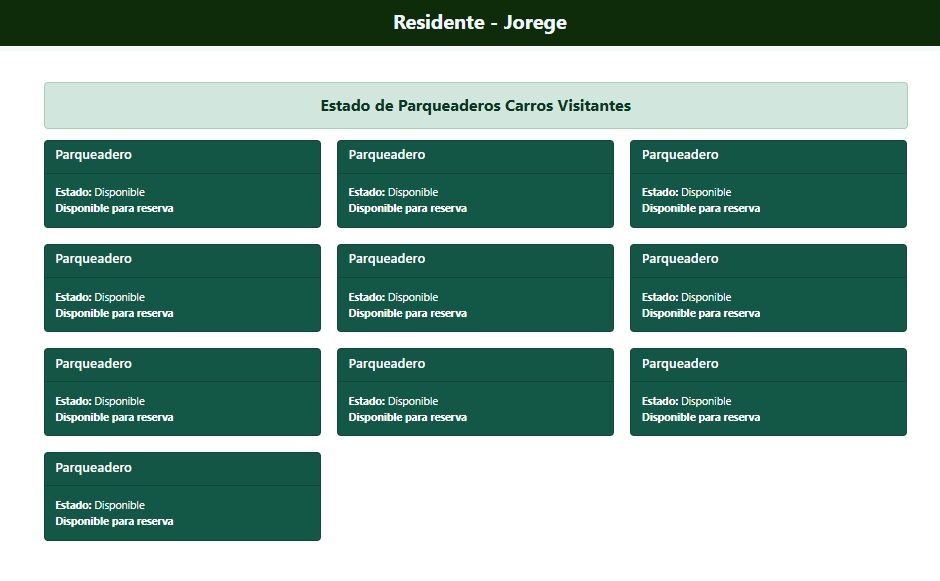 Residente - Jorege
Estado de Parqueaderos Carros Visitantes
Parqueadero
Estado: Disponible
Disponible para reserva
Parqueadero
Estado: Disponible
Disponible para reserva
Parqueadero
Estado: Disponible
Disponible para reserva
Parqueadero
Estado: Disponible
Disponible para reserva
Parqueadero
Estado: Disponible
Disponible para reserva
Parqueadero
Estado: Disponible
Disponible para reserva
Parqueadero
Estado: Disponible
Disponible para reserva
Parqueadero
Estado: Disponible
Disponible para reserva
Parqueadero
Estado: Disponible
Disponible para reserva
Parqueadero
Estado: Disponible
Disponible para reserva